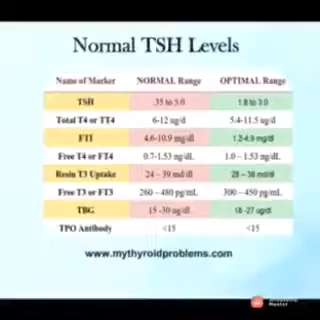 Normal TSH Levels
Name of Marker NORMAL Range OPTIMAL Range
TSH .35 to 5.0 1.8 to 3.0
Total T4 or TT4 6-12 ug/d 5.4-11.5 ug/d
FTI 4.6-10.9 mg/dl 1.2-4.9 mg/dl
Free T4 or FT4 0.7-1.53 mg/dL 1.0 – 1.53 mg/dL
Resin T3 Uptake 24 – 39 md/dl 28 – 38 md/dl
Free T3 or FT3 260 – 480 pg/mL 300 – 450 pg/mL
TBG 15 -30 ug/dl 18 -27 ug/dl
TPO Antibody <15 <15
www.mythyroidproblems.com